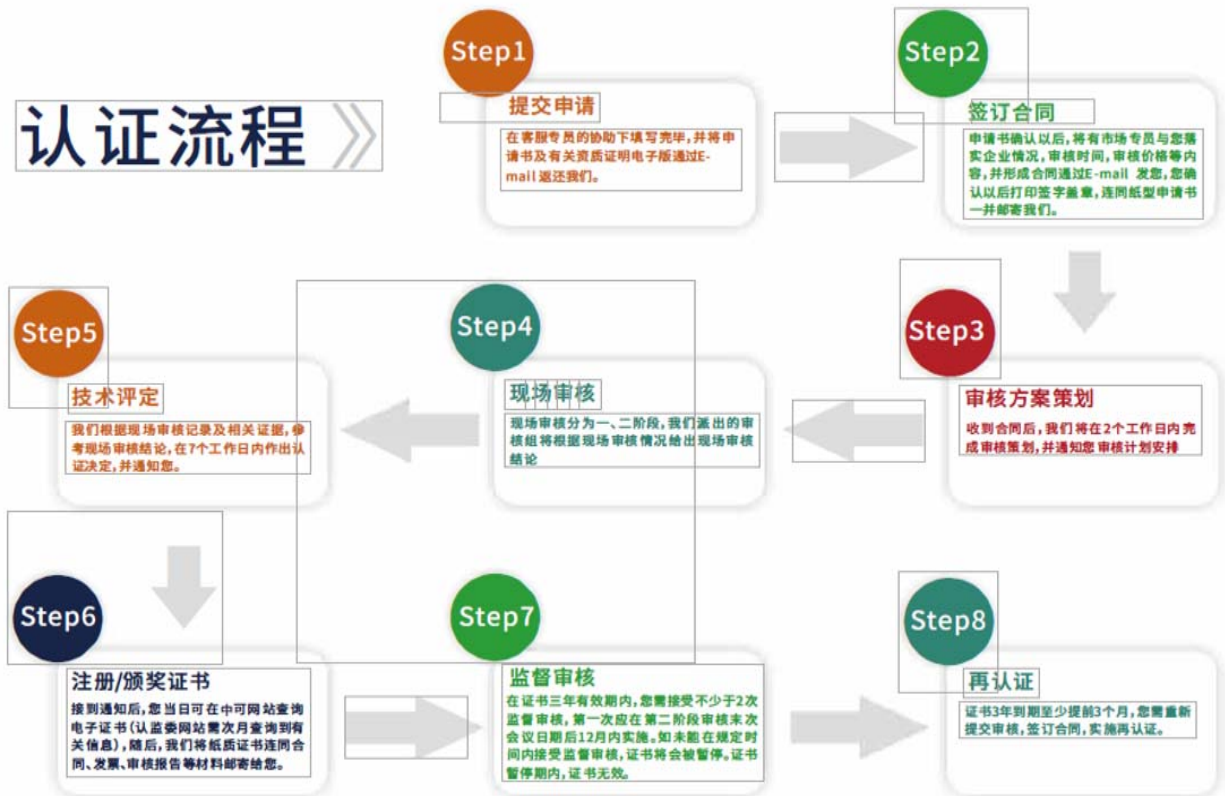 认证流程
Step1
提交申请
在客服专员的协助下填写完毕,并将申
请书及有关资质证明电子版通过E-
mail 返还我们。
Step2
签订合同
申请书确认以后,将有市场专员与您落
实企业情况,审核时间,审核价格等内
容,并形成合同通过E-mail 发您,您确
认以后打印签字盖章,连同纸型申请书
一并邮寄我们。
Step3
审核方案策划
收到合同后,我们将在2个工作日内完
成审核策划,并通知您审核计划安排
Step4
现场审核
现场审核分为一、二阶段,我们派出的审
核组将根据现场审核情况给出现场审核
结论
Step5
技术评定
我们根据现场审核记录及相关证据,参
考现场审核结论,在7个工作日内作出认
证决定,并通知您。
Step6
注册/颁奖证书
接到通知后,您当日可在中可网站查询
电子证书(认监委网站需次月查询到有
关信息),随后,我们将纸质证书连同合
同、发票、审核报告等材料邮寄给您。
Step7
监督审核
在证书三年有效期内,您需接受不少于2次
监督审核,第一次应在第二阶段审核末次
会议日期后12月内实施。如未能在规定时
间内接受监督审核,证书将会被暂停。证书
暂停期内,证书无效。
Step8
再认证
证书3年到期至少提前3个月,您需重新
提交审核,签订合同,实施再认证。